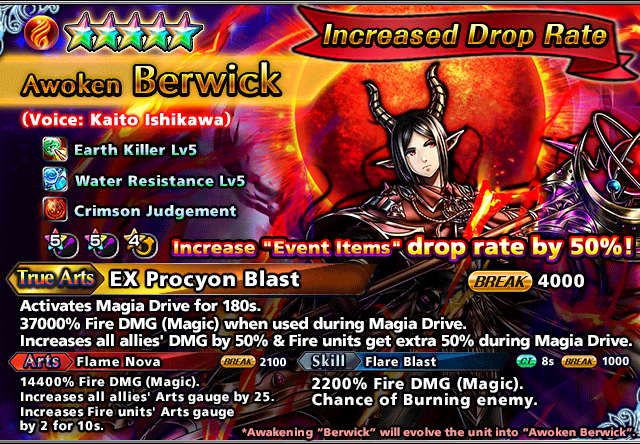 Increased Drop Rate
Awoken Berwick
(Voice: Kaito Ishikawa)
Earth Killer Lv5
Water Resistance Lv5
Crimson Judgement
5 5 4
Increase "Event Items" drop rate by 50%!
True Arts EX Procyon Blast BREAK 4000
Activates Magia Drive for 180s.
37000% Fire DMG (Magic) when used during Magia Drive.
Increases all allies' DMG by 50% & Fire units get extra 50% during Magia Drive.
Arts Flame Nova BREAK 2100
14400% Fire DMG (Magic).
Increases all allies' Arts gauge by 25.
Increases Fire units' Arts gauge
by 2 for 10s.
Skill Flare Blast CT 8s BREAK 1000
2200% Fire DMG (Magic).
Chance of Burning enemy.
*Awakening "Berwick" will evolve the unit into "Awoken Berwick."